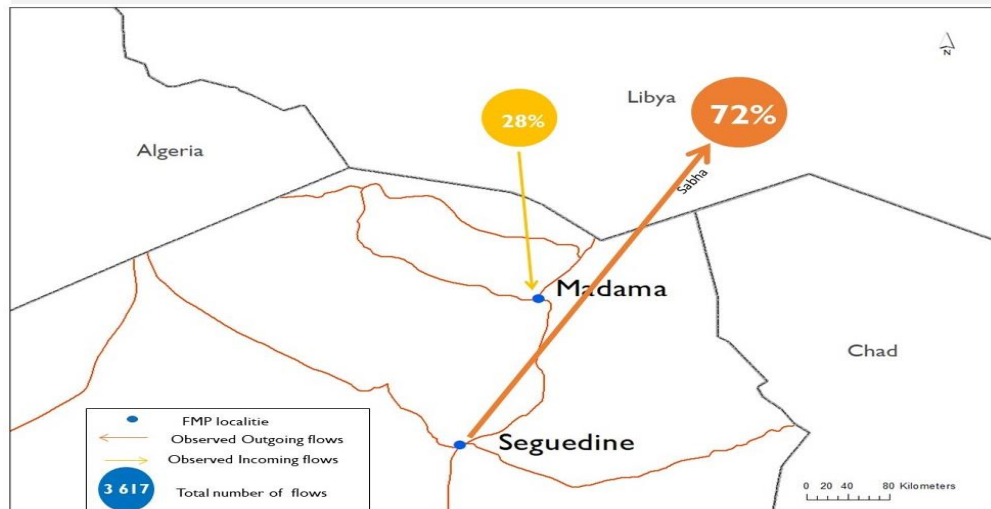 N
Libya
72%
28%
Algeria
Sabha
Madama
Chad
Seguedine
FMP localitie
Observed Outgoing flows
Observed Incoming flows
3 617
Total number of flows
0 20 40 80 Kilometers